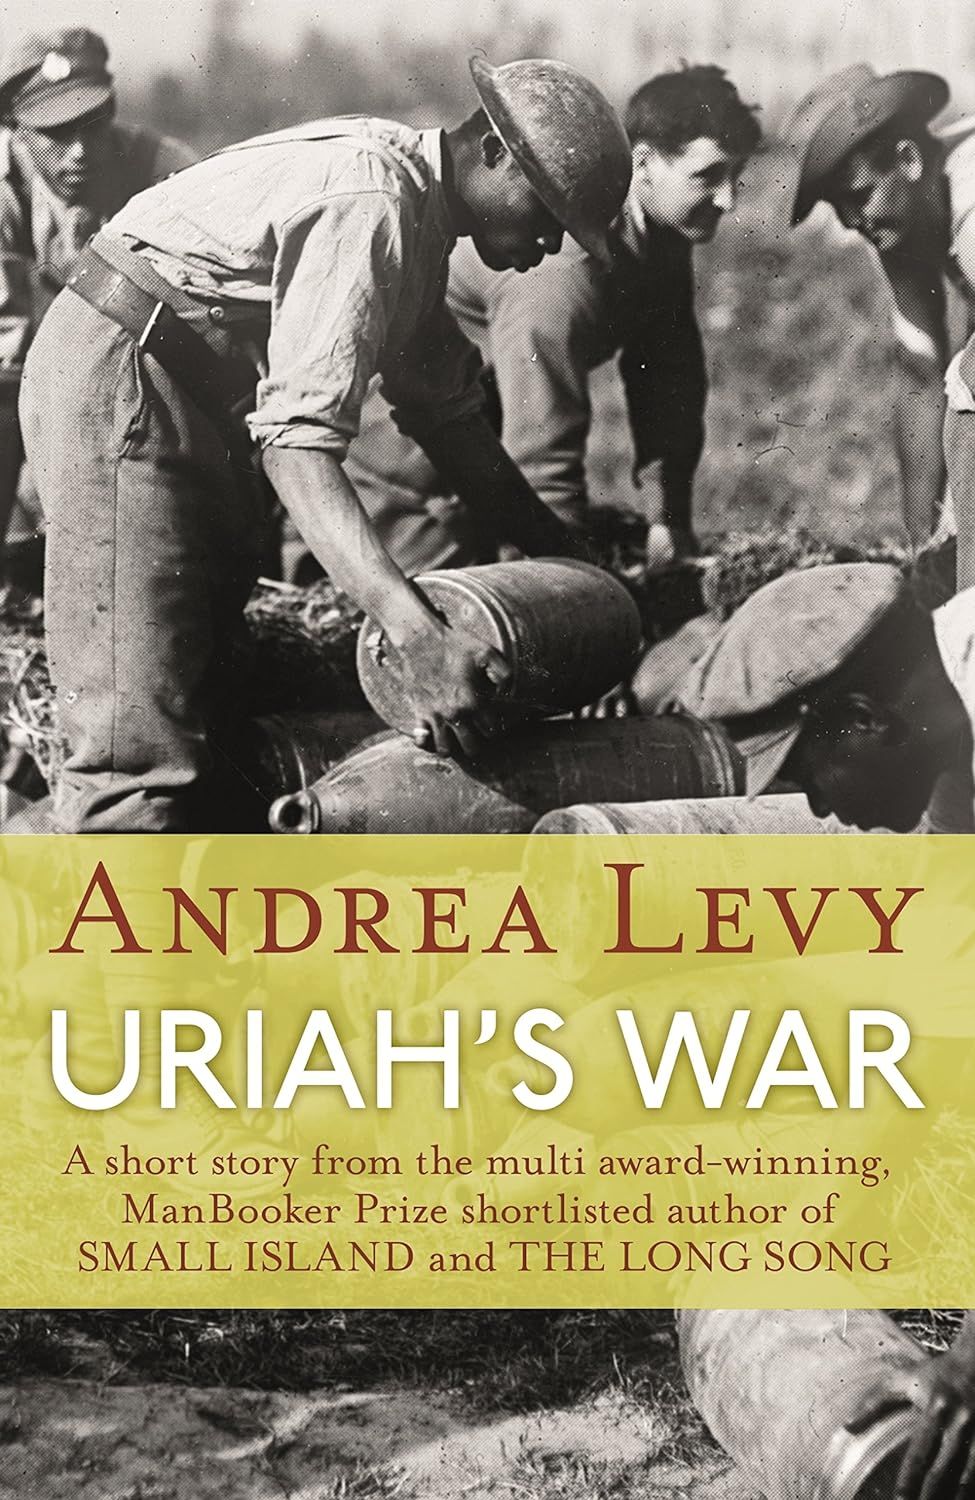 ANDREA LEVY
URIAH'S WAR
A short story from the multi award-winning,
ManBooker Prize shortlisted author of
SMALL ISLAND and THE LONG SONG